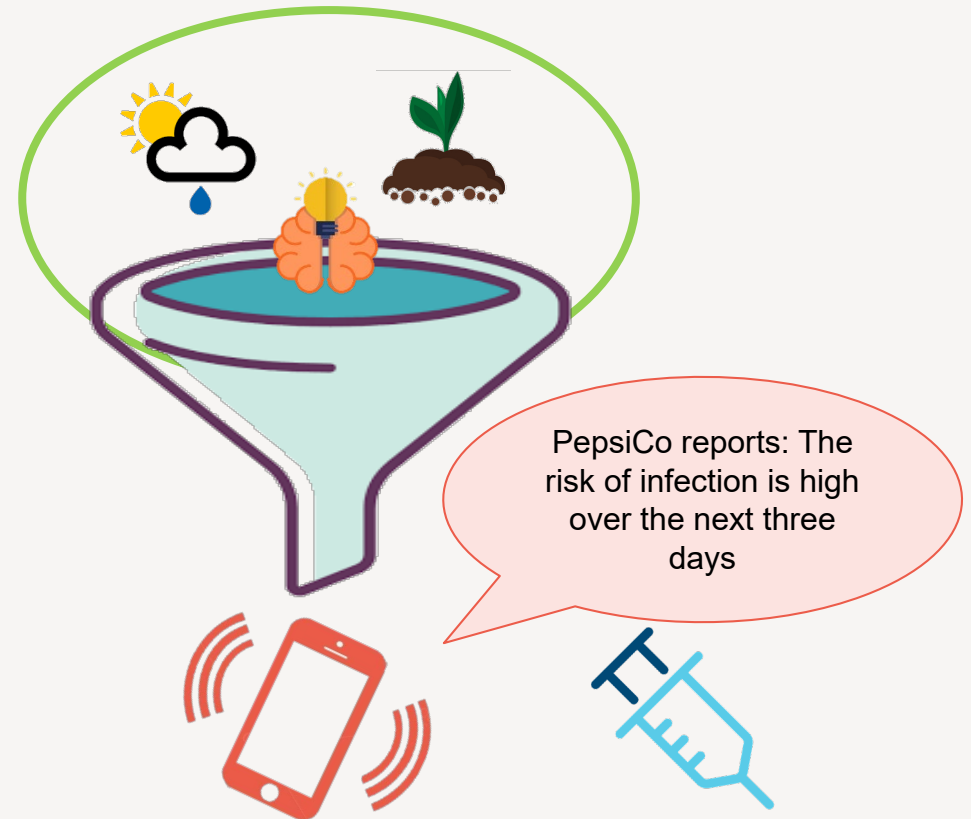 PepsiCo reports: The
risk of infection is high
over the next three
days